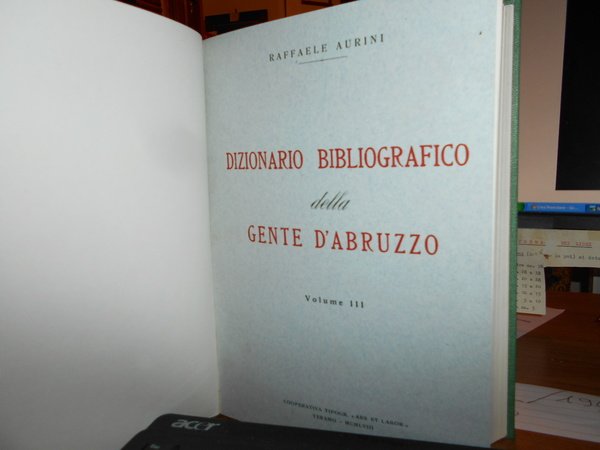 RAFFAELE AURINI
DIZIONARIO BIBLIOGRAFICO
della
GENTE D'ABRUZZO
Volume III
COOPERATIVA TIPOGR. «ARS ET LABOR»
TERAMO - MCMLVIII
acer